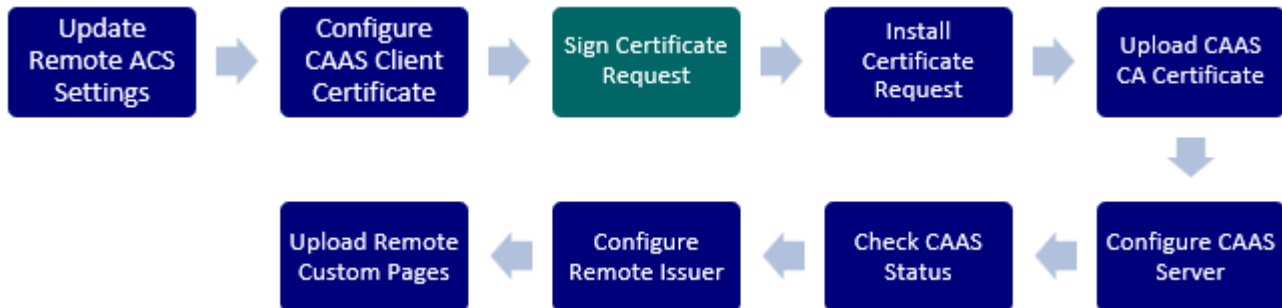 Update
Remote ACS
Settings
Configure
CAAS Client
Certificate
Sign Certificate
Request
Install
Certificate
Request
Upload CAAS
CA Certificate
Configure CAAS
Server
Check CAAS
Status
Configure
Remote Issuer
Upload Remote
Custom Pages